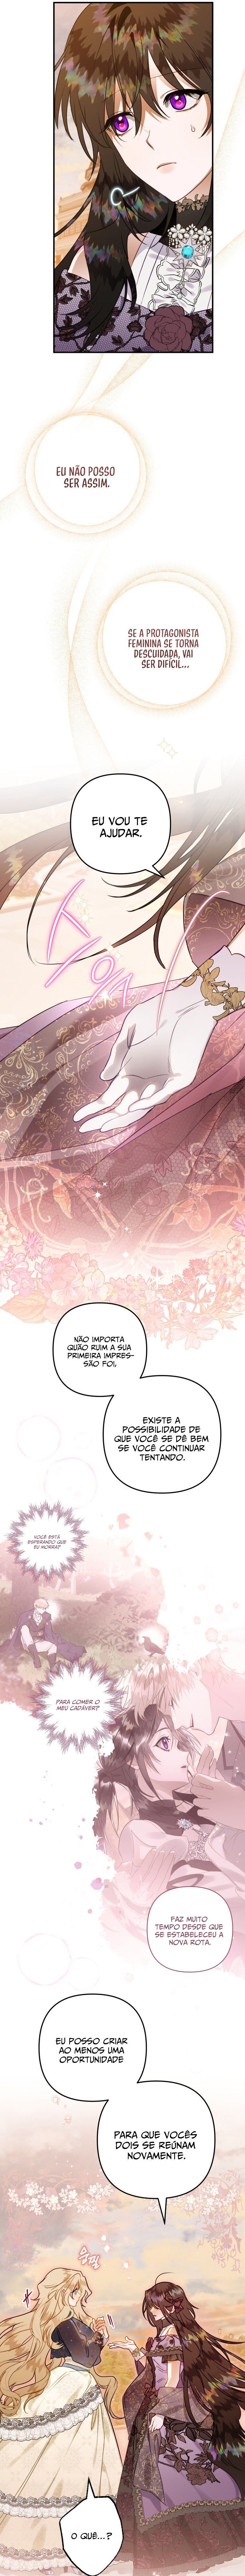 EU NÃO POSSO
SER ASSIM.
SE A PROTAGONISTA
FEMININA SE TORNA
DESCUIDADA, VAI
SER DIFÍCIL...
EU VOU TE
AJUDAR.
NÃO IMPORTA
QUÃO RUIM A SUA
PRIMEIRA IMPRES-
SÃO FOI,
EXISTE A
POSSIBILIDADE DE
QUE VOCÊ SE DÊ BEM
SE VOCÊ CONTINUAR
TENTANDO.
VOCÊ ESTÁ
ESPERANDO QUE
EU MORRA?
PARA COMER O
MEU CADÁVER?
FAZ MUITO
TEMPO DESDE QUE
SE ESTABELECEU A
NOVA ROTA.
EU POSSO CRIAR
AO MENOS UMA
OPORTUNIDADE
PARA QUE VOCÊS
DOIS SE REÚNAM
NOVAMENTE.
O QUÊ...?